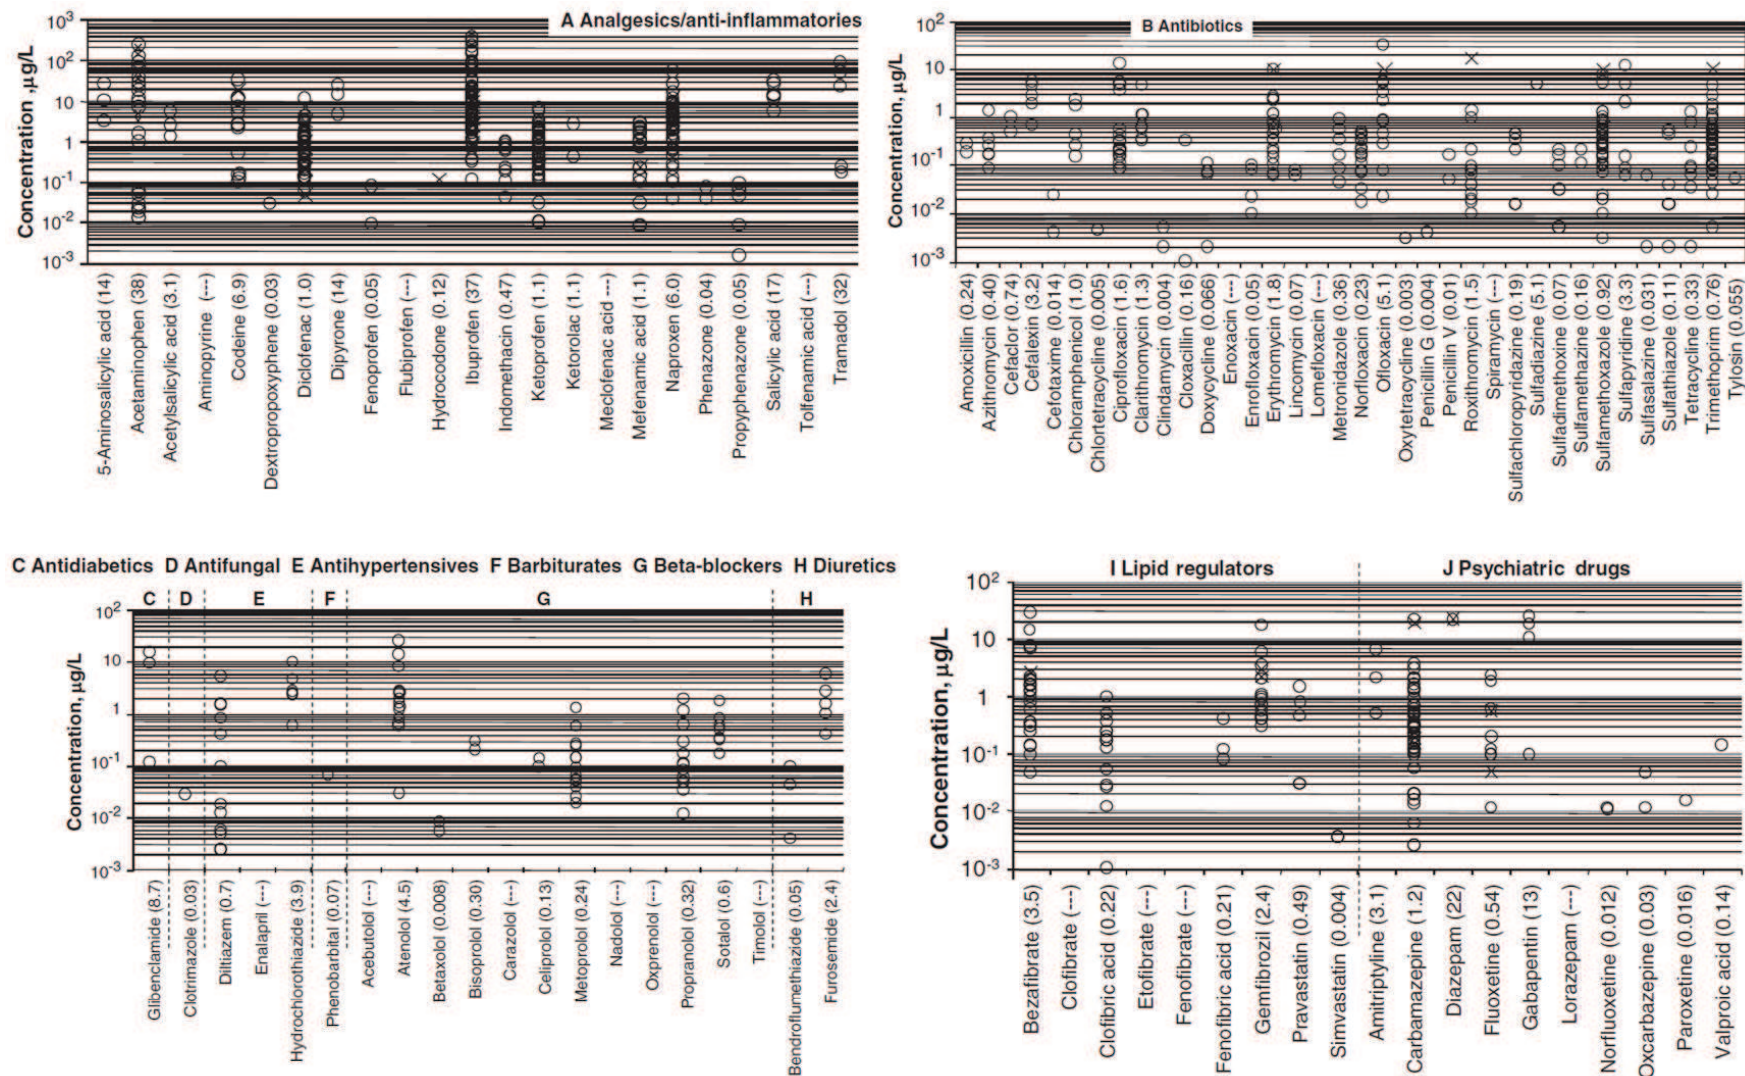 A Analgesics/anti-inflammatories
Concentration ,µg/L
10³
10²
10
1
10⁻¹
10⁻²
10⁻³
5-Aminosalicylic acid (14)
Acetaminophen (38)
Acetylsalicylic acid (3.1)
Aminopyrine (---)
Codeine (6.9)
Dextropropoxyphene (0.03)
Diclofenac (1.0)
Dipyrone (14)
Fenoprofen (0.05)
Flubiprofen (---)
Hydrocodone (0.12)
Ibuprofen (37)
Indomethacin (0.47)
Ketoprofen (1.1)
Ketorolac (1.1)
Meclofenac acid ---)
Mefenamic acid (1.1)
Naproxen (6.0)
Phenazone (0.04)
Propyphenazone (0.05)
Salicylic acid (17)
Tolfenamic acid (---)
Tramadol (32)
B Antibiotics
Concentration, µg/L
10²
10
1
10⁻¹
10⁻²
10⁻³
Amoxicillin (0.24)
Azithromycin (0.40)
Cefaclor (0.74)
Cefalexin (3.2)
Cefotaxime (0.014)
Chloramphenicol (1.0)
Chlortetracycline (0.005)
Ciprofloxacin (1.6)
Clarithromycin (1.3)
Clindamycin (0.004)
Cloxacillin (0.16)
Doxycycline (0.066)
Enoxacin (---)
Enrofloxacin (0.05)
Erythromycin (1.8)
Lincomycin (0.07)
Lomefloxacin (---)
Metronidazole (0.36)
Norfloxacin (0.23)
Ofloxacin (5.1)
Oxytetracycline (0.003)
Penicillin G (0.004)
Penicillin V (0.01)
Roxithromycin (1.5)
Spiramycin (---)
Sulfachloropyridazine (0.19)
Sulfadiazine (5.1)
Sulfadimethoxine (0.07)
Sulfamethazine (0.16)
Sulfamethoxazole (0.92)
Sulfapyridine (3.3)
Sulfasalazine (0.031)
Sulfathiazole (0.11)
Tetracycline (0.33)
Trimethoprim (0.76)
Tylosin (0.055)
C Antidiabetics D Antifungal E Antihypertensives F Barbiturates G Beta-blockers H Diuretics
C D E F G H
Concentration, µg/L
10²
10
1
10⁻¹
10⁻²
10⁻³
Glibenclamide (8.7)
Clotrimazole (0.03)
Diltiazem (0.7)
Enalapril (---)
Hydrochlorothiazide (3.9)
Phenobarbital (0.07)
Acebutolol (---)
Atenolol (4.5)
Betaxolol (0.008)
Bisoprolol (0.30)
Carazolol (---)
Celiprolol (0.13)
Metoprolol (0.24)
Nadolol (---)
Oxprenolol (---)
Propranolol (0.32)
Sotalol (0.6)
Timolol (---)
Bendroflumethiazide (0.05)
Furosemide (2.4)
I Lipid regulators
J Psychiatric drugs
Concentration, µg/L
10²
10
1
10⁻¹
10⁻²
10⁻³
Bezafibrate (3.5)
Clofibrate (---)
Clofibric acid (0.22)
Etofibrate (---)
Fenofibrate (---)
Fenofibric acid (0.21)
Gemfibrozil (2.4)
Pravastatin (0.49)
Simvastatin (0.004)
Amitriptyline (3.1)
Carbamazepine (1.2)
Diazepam (22)
Fluoxetine (0.54)
Gabapentin (13)
Lorazepam (---)
Norfluoxetine (0.012)
Oxcarbazepine (0.03)
Paroxetine (0.016)
Valproic acid (0.14)